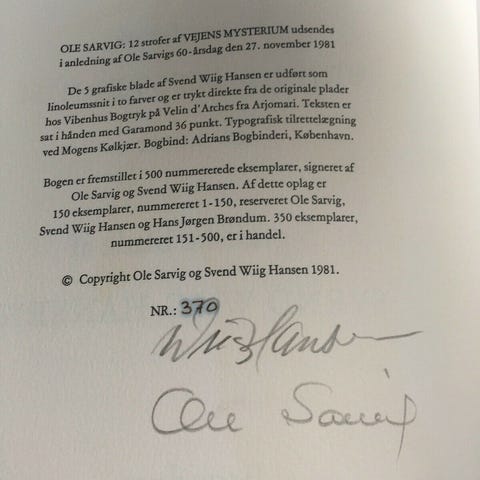 OLE SARVIG: 12 strofer af VEJENS MYSTERIUM udsendes
i anledning af Ole Sarvigs 60-årsdag den 27. november 1981
De 5 grafiske blade af Svend Wiig Hansen er udført som
linoleumssnit i to farver og er trykt direkte fra de originale plader
hos Vibenhus Bogtryk på Velin d'Arches fra Arjomari. Teksten er
sat i hånden med Garamond 36 punkt. Typografisk tilrettelægning
ved Mogens Kølkjær. Bogbind: Adrians Bogbinderi, København.
Bogen er fremstillet i 500 nummererede eksemplarer, signeret af
Ole Sarvig og Svend Wiig Hansen. Af dette oplag er
150 eksemplarer, nummereret 1-150, reserveret Ole Sarvig,
Svend Wiig Hansen og Hans Jørgen Brøndum. 350 eksemplarer,
nummereret 151-500, er i handel.
© Copyright Ole Sarvig og Svend Wiig Hansen 1981.
NR.: 370
Wiig Hansen
Ole Sarvig